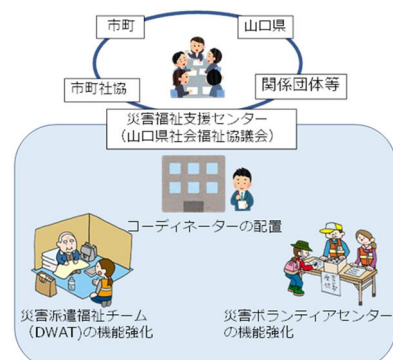 市町
山口県
市町社協
関係団体等
災害福祉支援センター
（山口県社会福祉協議会）
コーディネーターの配置
災害派遣福祉チーム
（DWAT)の機能強化
災害ボランティアセンター
の機能強化